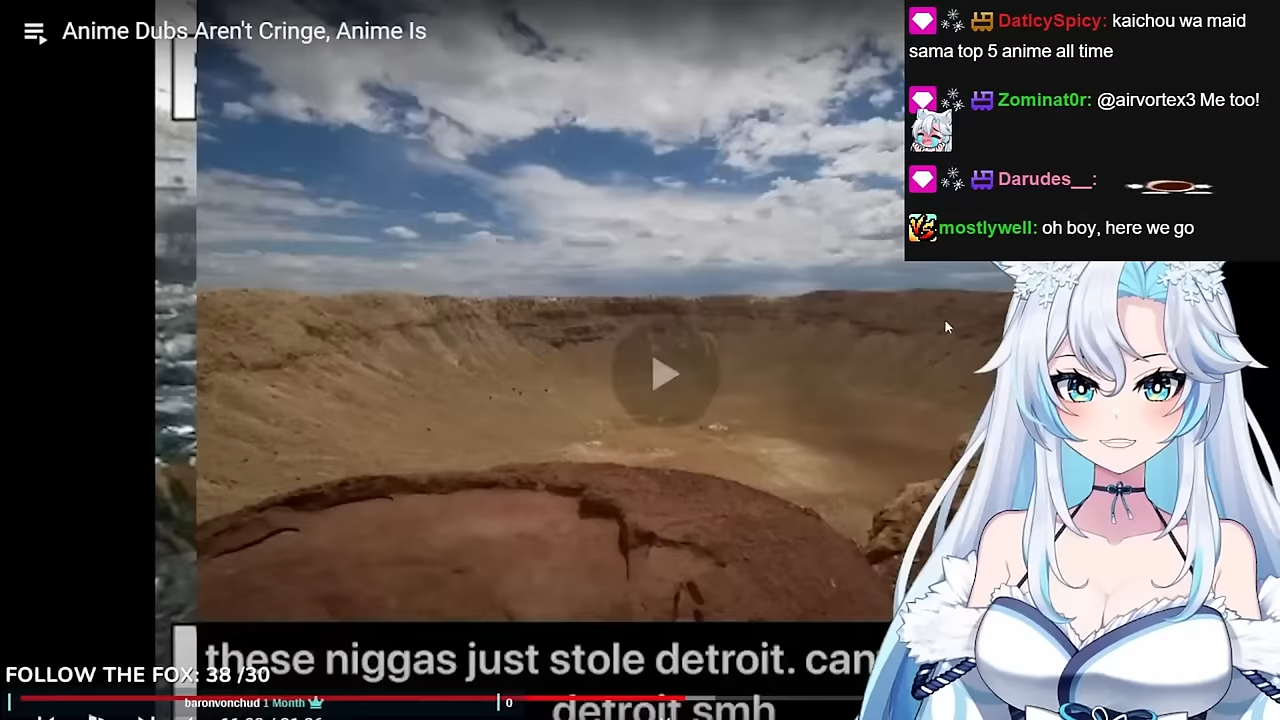 Anime Dubs Aren't Cringe, Anime Is
DatIcySpicy: kaichou wa maid
sama top 5 anime all time
Zominat0r: @airvortex3 Me too!
Darudes__:
mostlywell: oh boy, here we go
these niggas just stole detroit. can
detroit smh
FOLLOW THE FOX: 38 /30
baronvonchud 1 Month
0